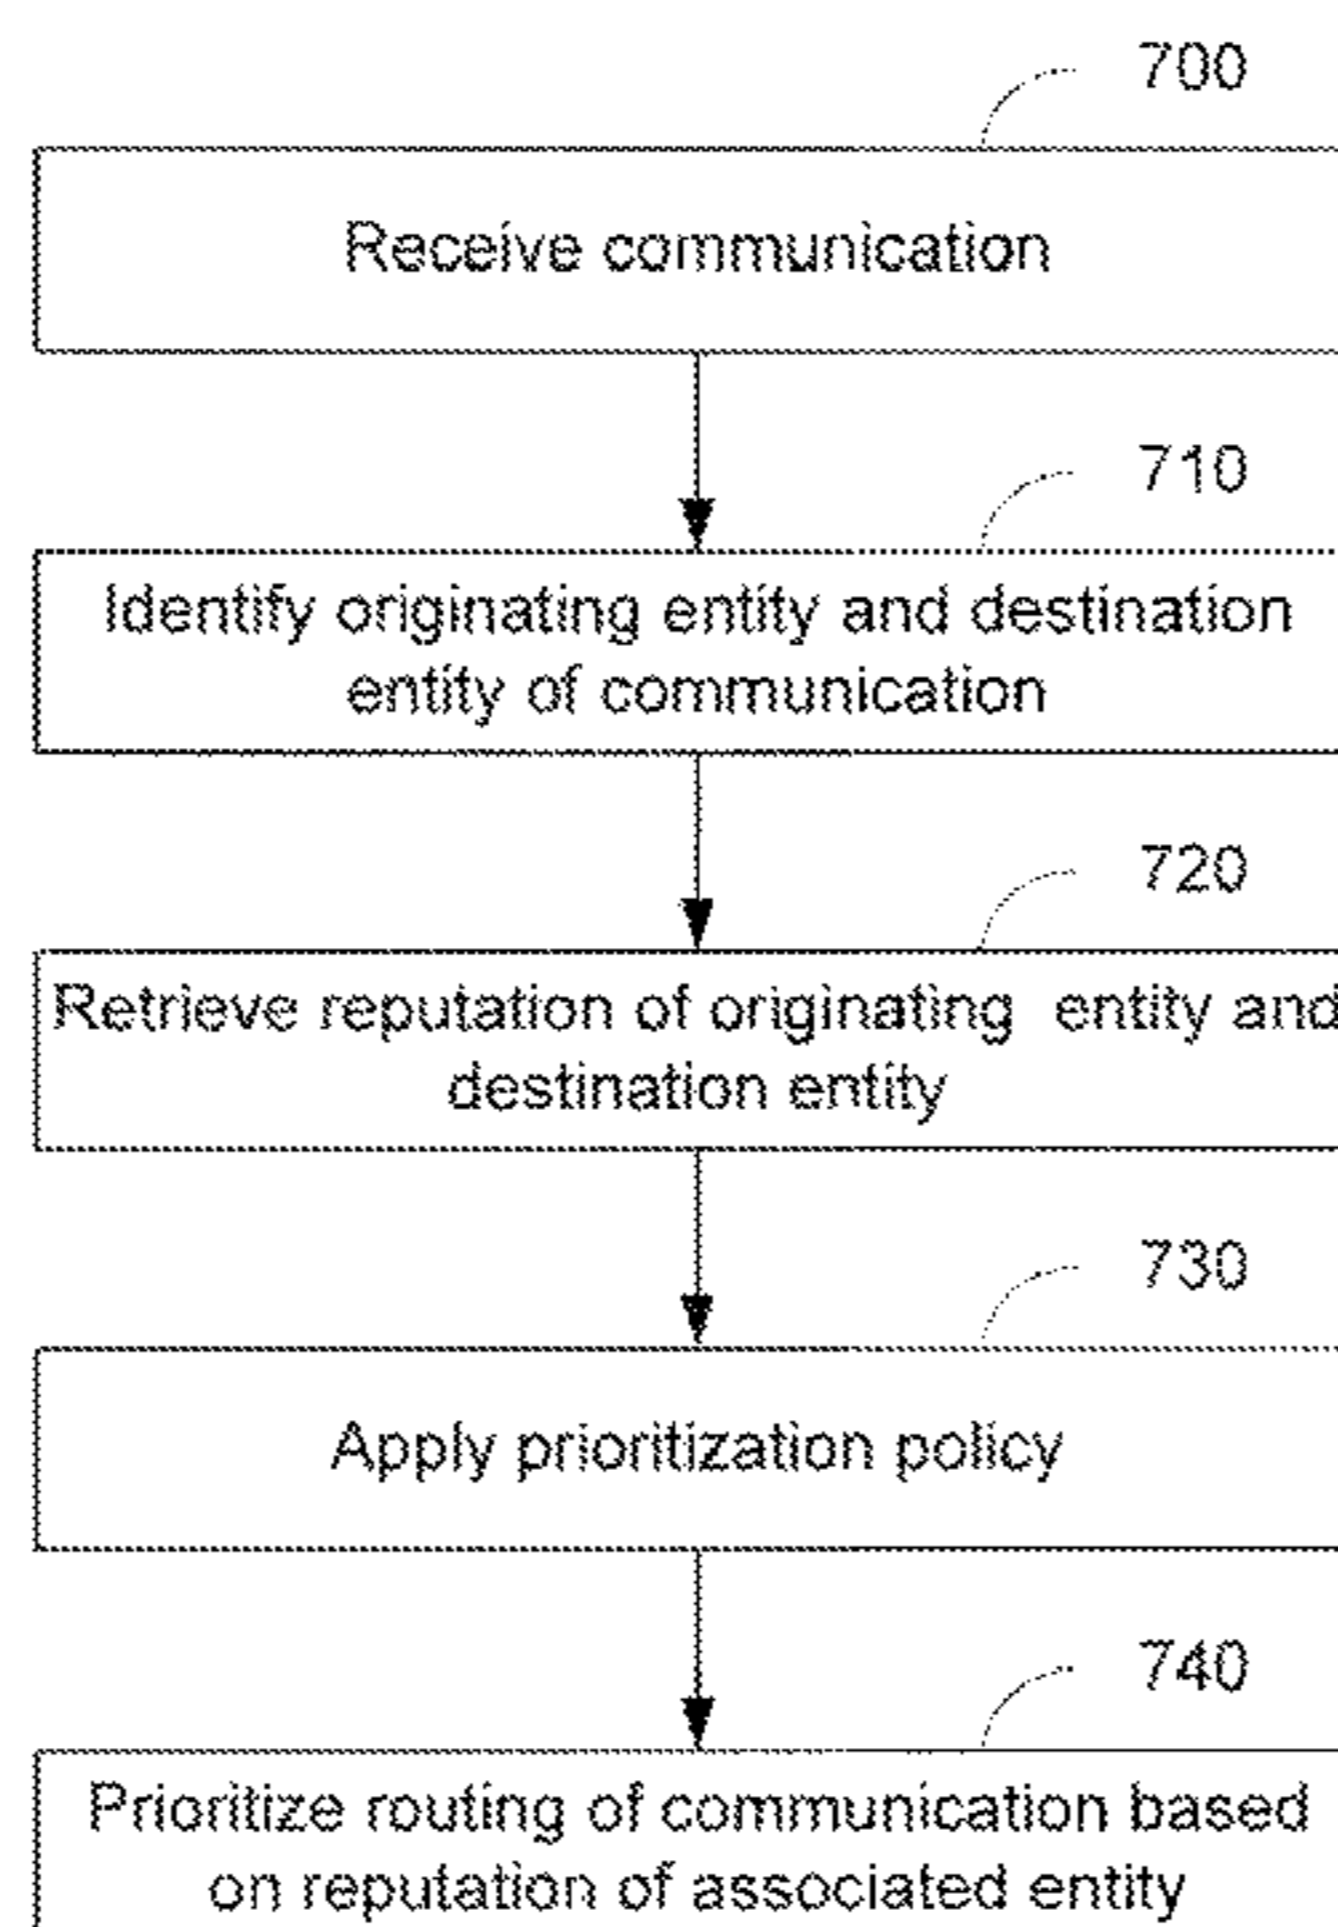 700
Receive communication
710
Identify originating entity and destination
entity of communication
720
Retrieve reputation of originating entity and
destination entity
730
Apply prioritization policy
740
Prioritize routing of communication based
on reputation of associated entity